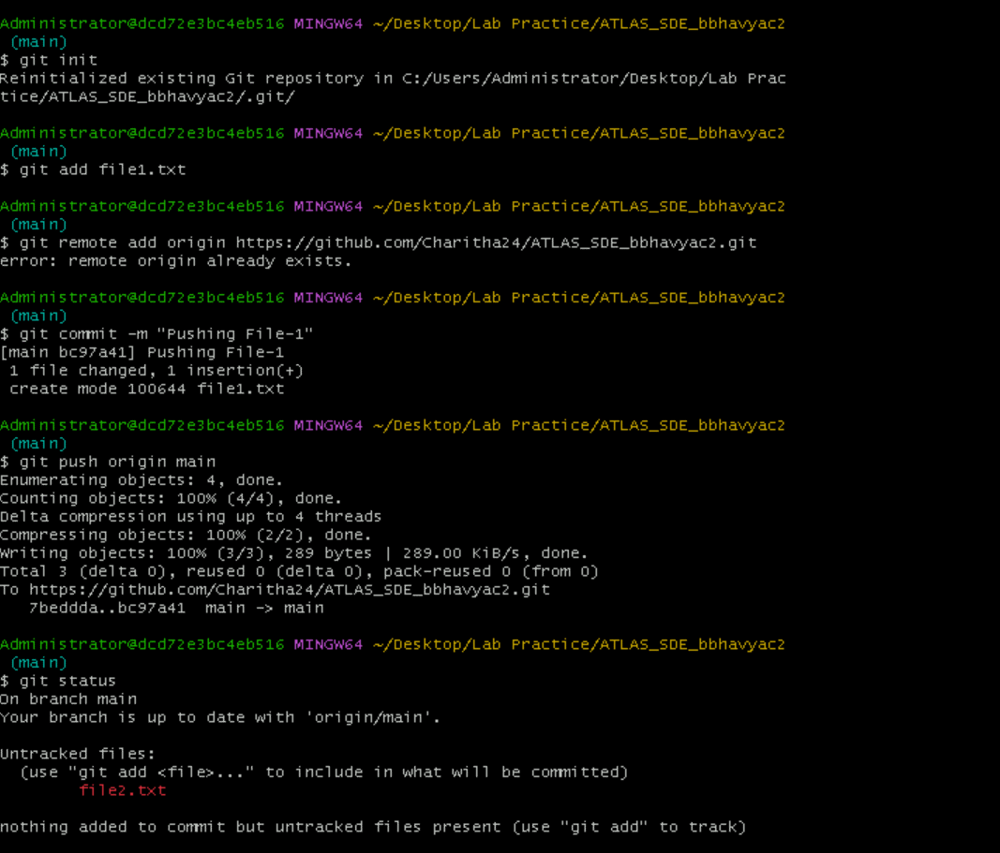 Administrator@dcd72e3bc4eb516 MINGW64 ~/Desktop/Lab Practice/ATLAS_SDE_bbhavyac2
(main)
$ git init
Reinitialized existing Git repository in C:/Users/Administrator/Desktop/Lab Prac
tice/ATLAS_SDE_bbhavyac2/.git/
Administrator@dcd72e3bc4eb516 MINGW64 ~/Desktop/Lab Practice/ATLAS_SDE_bbhavyac2
(main)
$ git add file1.txt
Administrator@dcd72e3bc4eb516 MINGW64 ~/Desktop/Lab Practice/ATLAS_SDE_bbhavyac2
(main)
$ git remote add origin https://github.com/Charitha24/ATLAS_SDE_bbhavyac2.git
error: remote origin already exists.
Administrator@dcd72e3bc4eb516 MINGW64 ~/Desktop/Lab Practice/ATLAS_SDE_bbhavyac2
(main)
$ git commit -m "Pushing File-1"
[main bc97a41] Pushing File-1
1 file changed, 1 insertion(+)
create mode 100644 file1.txt
Administrator@dcd72e3bc4eb516 MINGW64 ~/Desktop/Lab Practice/ATLAS_SDE_bbhavyac2
(main)
$ git push origin main
Enumerating objects: 4, done.
Counting objects: 100% (4/4), done.
Delta compression using up to 4 threads
Compressing objects: 100% (2/2), done.
Writing objects: 100% (3/3), 289 bytes | 289.00 KiB/s, done.
Total 3 (delta 0), reused 0 (delta 0), pack-reused 0 (from 0)
To https://github.com/Charitha24/ATLAS_SDE_bbhavyac2.git
7beddda..bc97a41  main -> main
Administrator@dcd72e3bc4eb516 MINGW64 ~/Desktop/Lab Practice/ATLAS_SDE_bbhavyac2
(main)
$ git status
On branch main
Your branch is up to date with 'origin/main'.
Untracked files:
(use "git add <file>..." to include in what will be committed)
file2.txt
nothing added to commit but untracked files present (use "git add" to track)